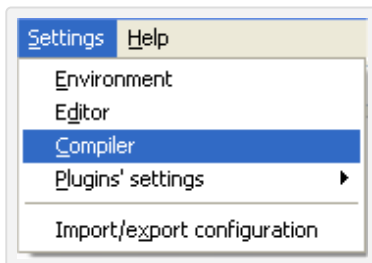 Settings Help
Environment
Editor
Compiler
Plugins' settings
Import/export configuration